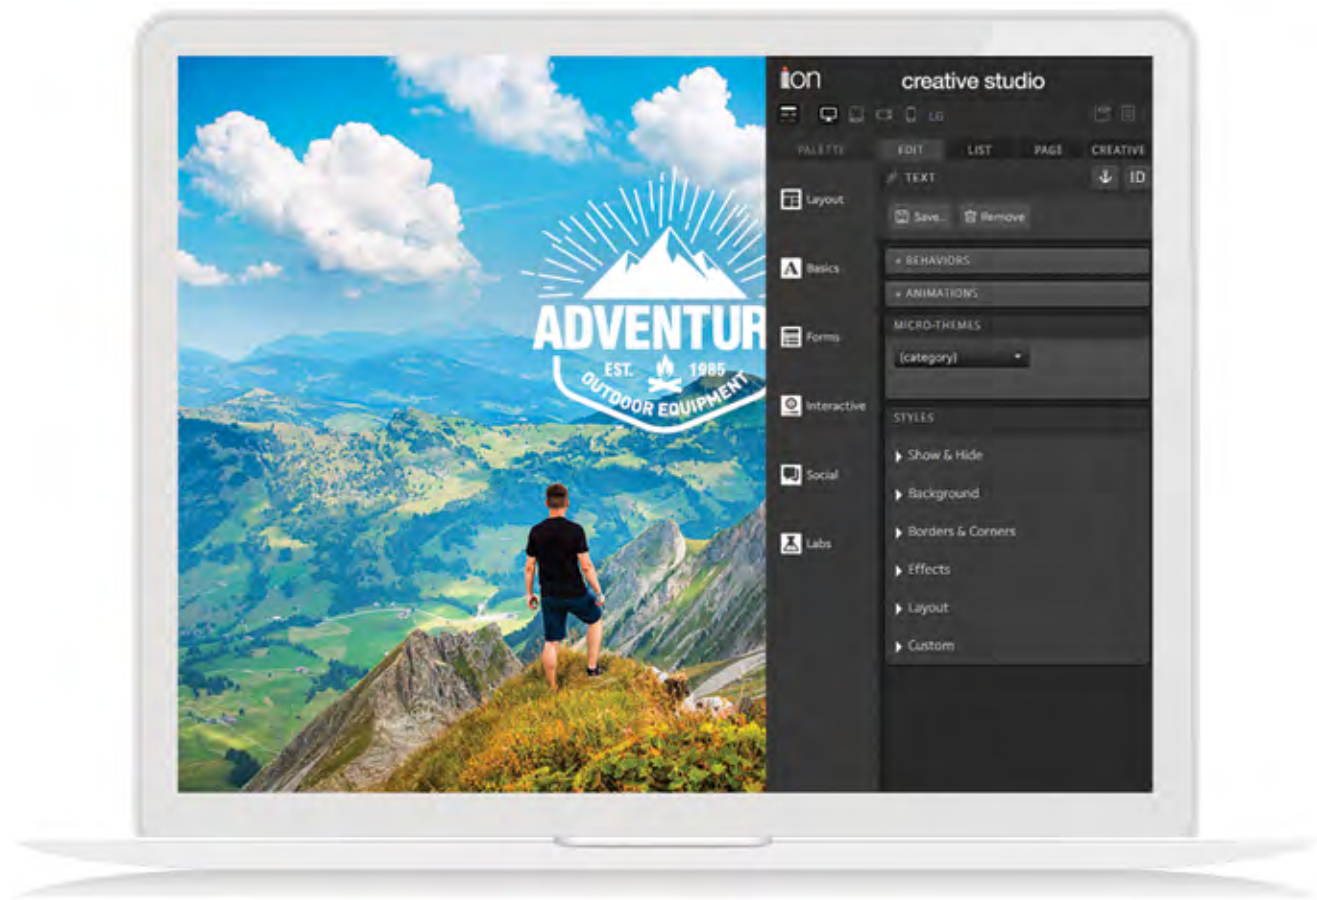 ADVENTUR
EST. 1985
OUTDOOR EQUIPMENT
ion creative studio
LG
PALETTE EDIT LIST PAGE CREATIVE
TEXT ID
Layout
Save... Remove
Basics
+ BEHAVIORS
+ ANIMATIONS
MICRO-THEMES
Forms
{category}
Interactive
STYLES
Show & Hide
Social
Background
Borders & Corners
Labs
Effects
Layout
Custom